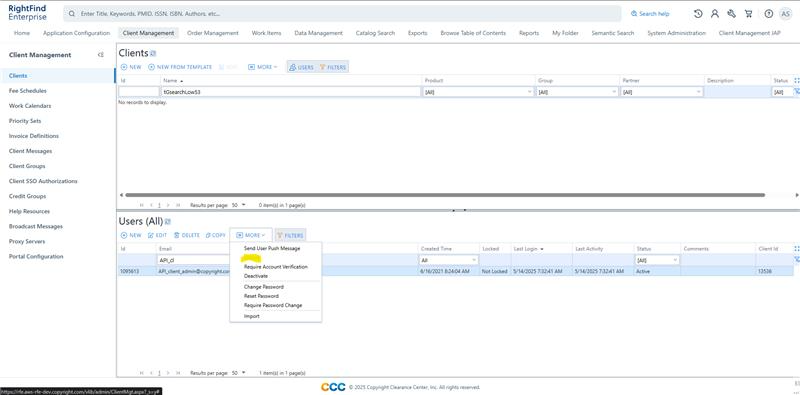 RightFind
Enterprise
Enter Title, Keywords, PMID, ISSN, ISBN, Authors, etc...
Search help
AS
Home Application Configuration Client Management Order Management Work Items Data Management Catalog Search Exports Browse Table of Contents Reports My Folder Semantic Search System Administration Client Management JAP
Client Management
Clients
Fee Schedules
Work Calendars
Priority Sets
Invoice Definitions
Client Messages
Client Groups
Client SSO Authorizations
Credit Groups
Help Resources
Broadcast Messages
Proxy Servers
Portal Configuration
Clients
NEW NEW FROM TEMPLATE EDIT MORE USERS FILTERS
Id Name Product Group Partner Description Status
tGsearchLow53 [All] [All] [All] [All]
No records to display.
1 Results per page: 50 0 item(s) in 1 page(s)
Users (All)
NEW EDIT DELETE COPY MORE FILTERS
Id Email Created Time Locked Last Login Last Activity Status Comments Client Id
API_cl All [All]
1095613 API_client_admin@copyright.com 6/16/2021 8:24:04 AM Not Locked 5/14/2025 7:32:41 AM 5/14/2025 7:32:41 AM Active 13536
Send User Push Message
Require Account Verification
Deactivate
Change Password
Reset Password
Require Password Change
Import
1 Results per page: 50 1 item(s) in 1 page(s)
CCC © 2025 Copyright Clearance Center, Inc. All rights reserved.
https://rfe.aws-rfe-dev.copyright.com/vlib/admin/ClientMgt.aspx?_s=y#